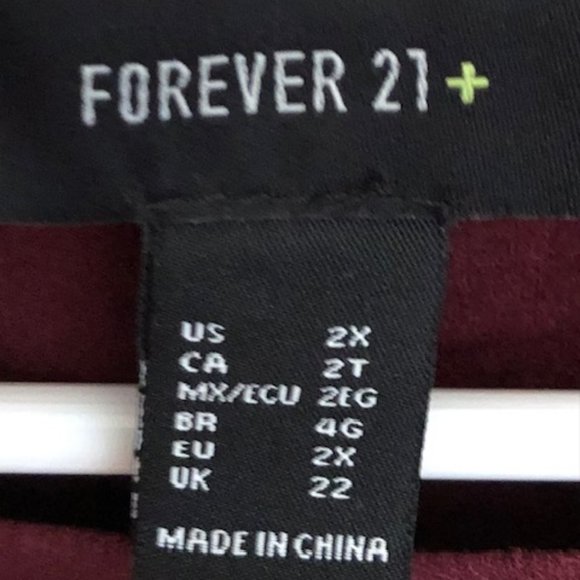 FOREVER 21+
US 2X
CA 2T
MX/ECU 2EG
BR 4G
EU 2X
UK 22
MADE IN CHINA